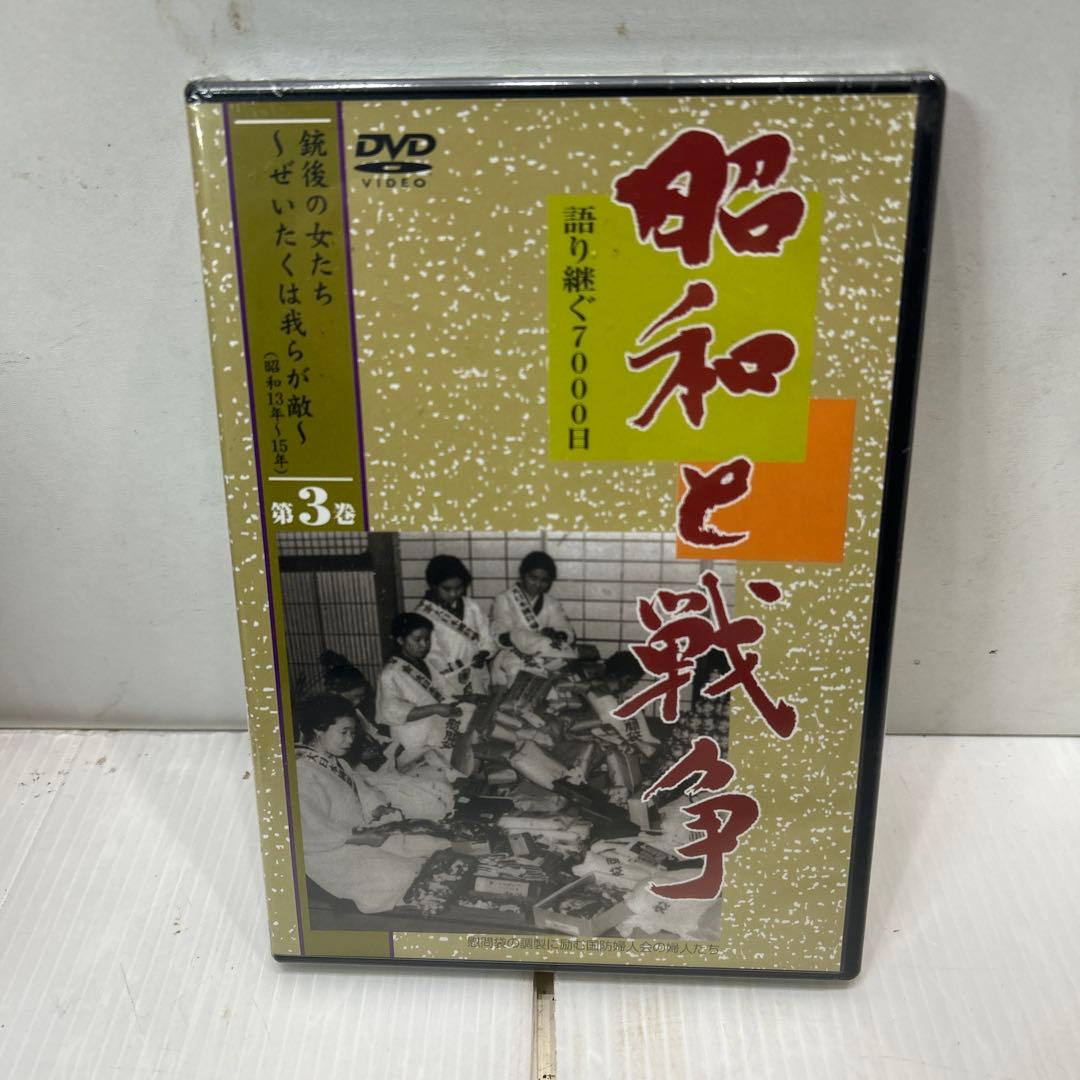 昭和と戦争
語り継ぐ7000日
DVD
VIDEO
銃後の女たち
〜ぜいたくは我らが敵〜
(昭和13年〜15年)
第3巻
慰問袋の調製に励む国防婦人会の婦人たち